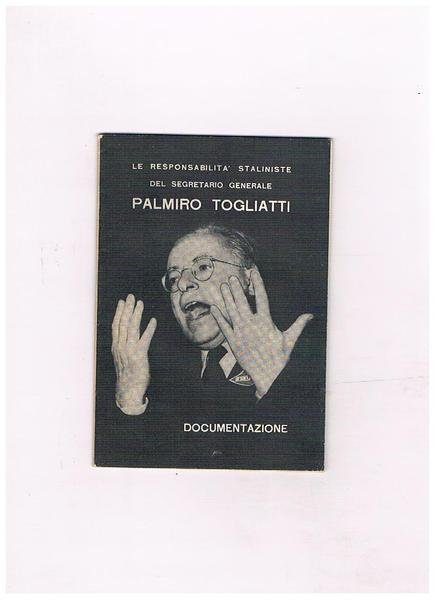 LE RESPONSABILITA' STALINISTE
DEL SEGRETARIO GENERALE
PALMIRO TOGLIATTI
DOCUMENTAZIONE